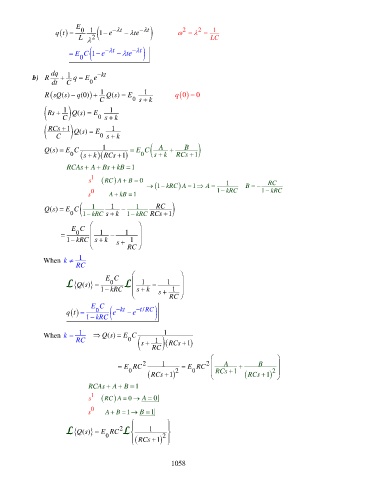 q(t) = E₀/L 1/λ² (1 − e^−λt − λte^−λt)    ω² = λ² = 1/LC
= E₀C(1 − e^−λt − λte^−λt)
b) R dq/dt + 1/C q = E₀e^−kt
R(sQ(s) − q(0)) + 1/C Q(s) = E₀ 1/(s+k)    q(0) = 0
(Rs + 1/C)Q(s) = E₀ 1/(s+k)
((RCs+1)/C)Q(s) = E₀ 1/(s+k)
Q(s) = E₀C 1/((s+k)(RCs+1)) = E₀C(A/(s+k) + B/(RCs+1))
RCAs + A + Bs + kB = 1
s¹ (RC)A + B = 0
→ (1−kRC)A = 1 ⇒ A = 1/(1−kRC)    B = − RC/(1−kRC)
s⁰ A + kB = 1
Q(s) = E₀C(1/(1−kRC) 1/(s+k) − 1/(1−kRC) RC/(RCs+1))
= E₀C/(1−kRC) (1/(s+k) − 1/(s + 1/RC))
When k ≠ 1/RC
ℒ{Q(s)} = E₀C/(1−kRC) ℒ{1/(s+k) − 1/(s + 1/RC)}
q(t) = E₀C/(1−kRC) (e^−kt − e^−t/RC)
When k = 1/RC ⇒ Q(s) = E₀C 1/((s + 1/RC)(RCs+1))
= E₀RC² 1/(RCs+1)² = E₀RC² (A/(RCs+1) + B/(RCs+1)²)
RCAs + A + B = 1
s¹ (RC)A = 0 → A = 0
s⁰ A + B = 1 → B = 1
ℒ{Q(s)} = E₀RC² ℒ{1/(RCs+1)²}
1058